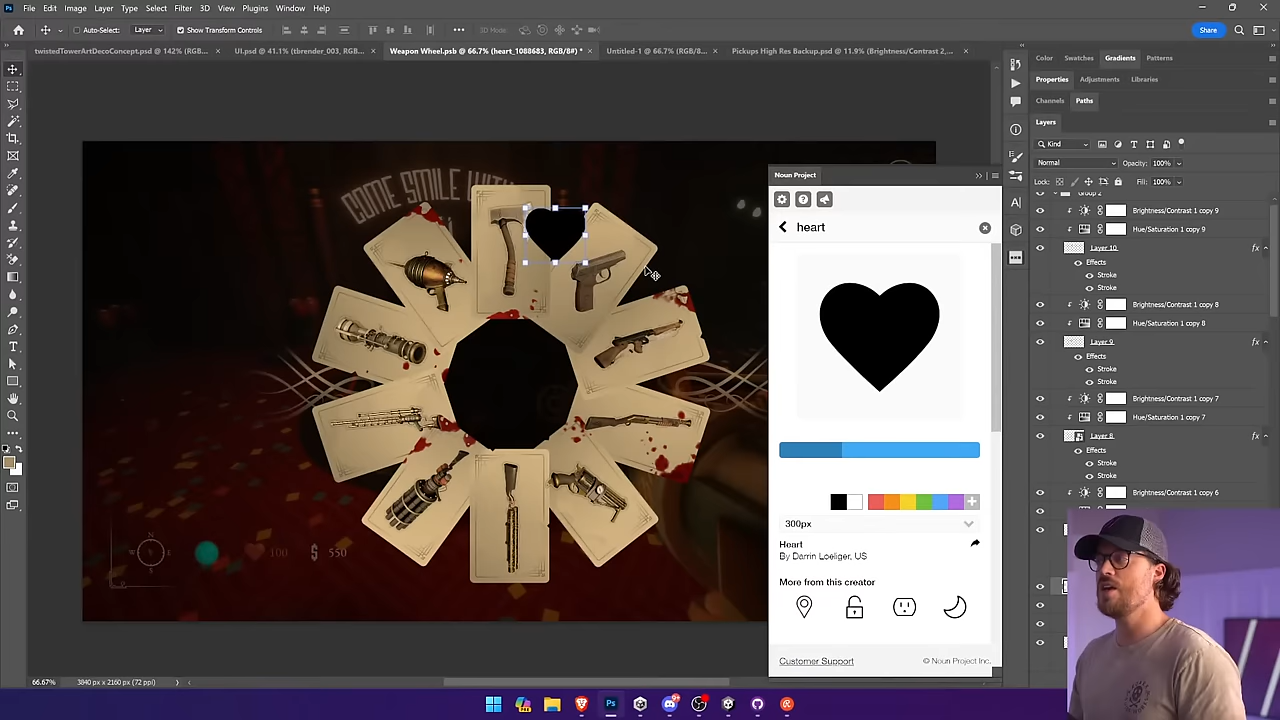 File Edit Image Layer Type Select Filter 3D View Plugins Window Help
Auto-Select: Layer Show Transform Controls 3D Mode: Share
twistedTowerArtDecoConcept.psd @ 142% (RGB... × UI.psd @ 41.1% (tbrender_003, RGB... × Weapon Wheel.psb @ 66.7% (heart_1088683, RGB/8#) * × Untitled-1 @ 66.7% (RGB/8... × Pickups High Res Backup.psd @ 11.9% (Brightness/Contrast 2,... ×
Color Swatches Gradients Patterns
Properties Adjustments Libraries
Channels Paths
Layers
Kind
Normal Opacity: 100%
Lock: Fill: 100%
Group 2
Brightness/Contrast 1 copy 9
Hue/Saturation 1 copy 9
Layer 10 fx
Effects
Stroke
Stroke
Brightness/Contrast 1 copy 8
Hue/Saturation 1 copy 8
Layer 9 fx
Effects
Stroke
Stroke
Brightness/Contrast 1 copy 7
Hue/Saturation 1 copy 7
Layer 8 fx
Effects
Stroke
Stroke
Brightness/Contrast 1 copy 6
COME SMILE WITH
N
W E
S
100
$ 550
Noun Project
heart
300px
Heart
By Darrin Loeliger, US
More from this creator
Customer Support © Noun Project Inc.
66.67% 3840 px x 2160 px (72 ppi)